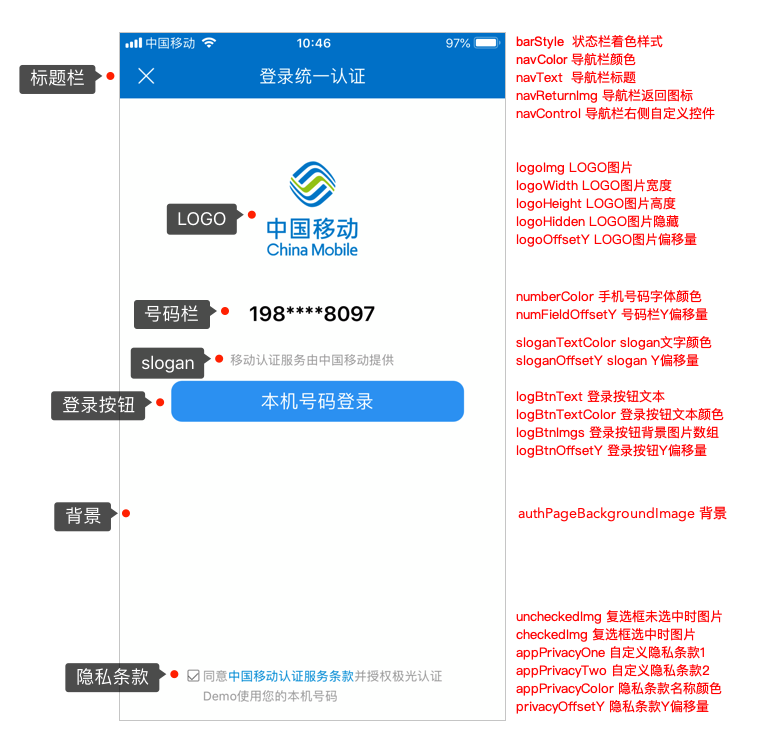 中国移动 10:46 97%
标题栏
登录统一认证
barStyle 状态栏着色样式
navColor 导航栏颜色
navText 导航栏标题
navReturnImg 导航栏返回图标
navControl 导航栏右侧自定义控件
LOGO
中国移动
China Mobile
logoImg LOGO图片
logoWidth LOGO图片宽度
logoHeight LOGO图片高度
logoHidden LOGO图片隐藏
logoOffsetY LOGO图片偏移量
号码栏
198****8097
numberColor 手机号码字体颜色
numFieldOffsetY 号码栏Y偏移量
slogan
移动认证服务由中国移动提供
sloganTextColor slogan文字颜色
sloganOffsetY slogan Y偏移量
登录按钮
本机号码登录
logBtnText 登录按钮文本
logBtnTextColor 登录按钮文本颜色
logBtnImgs 登录按钮背景图片数组
logBtnOffsetY 登录按钮Y偏移量
背景
authPageBackgroundImage 背景
隐私条款
同意中国移动认证服务条款并授权极光认证
Demo使用您的本机号码
uncheckedImg 复选框未选中时图片
checkedImg 复选框选中时图片
appPrivacyOne 自定义隐私条款1
appPrivacyTwo 自定义隐私条款2
appPrivacyColor 隐私条款名称颜色
privacyOffsetY 隐私条款Y偏移量